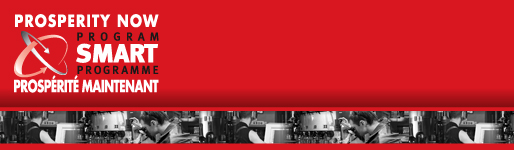 PROSPERITY NOW
PROGRAM
SMART
PROGRAMME
PROSPÉRITÉ MAINTENANT